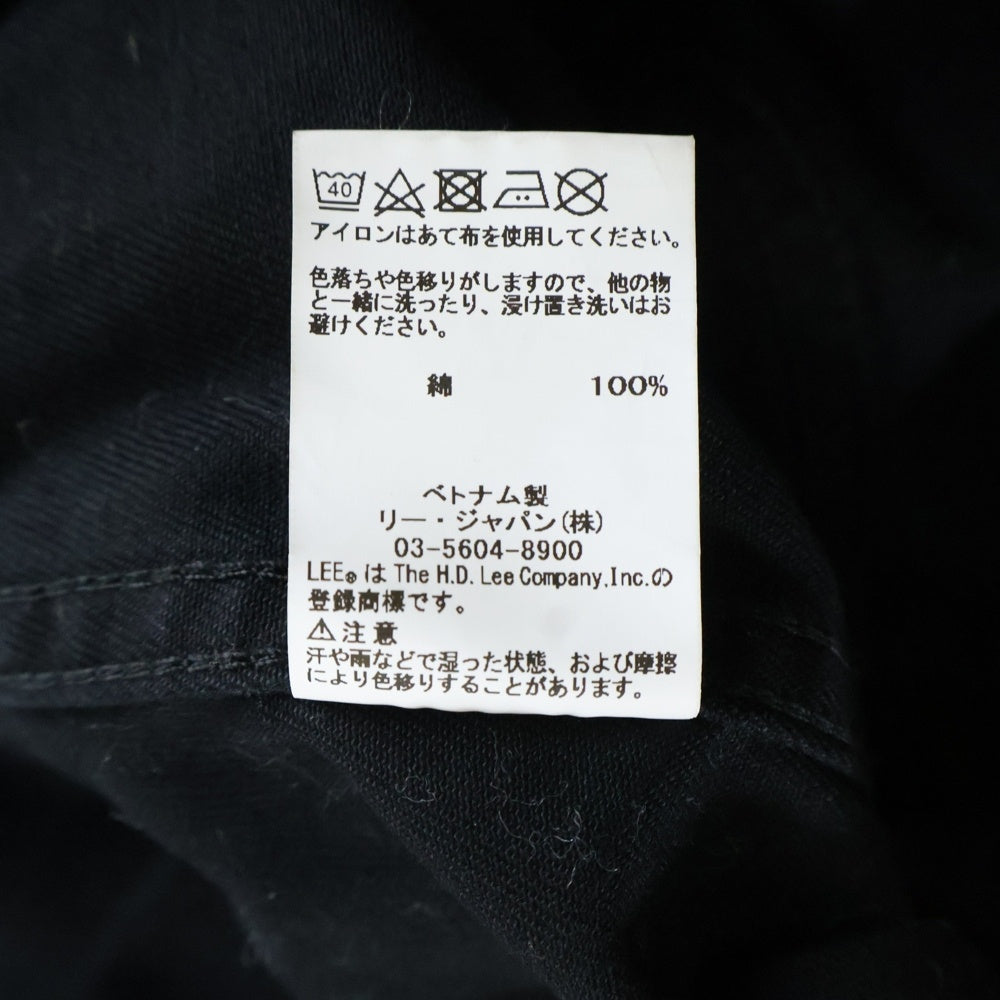 40
アイロンはあて布を使用してください。
色落ちや色移りがしますので、他の物
と一緒に洗ったり、浸け置き洗いはお
避けください。
綿 100%
ベトナム製
リー・ジャパン(株)
03-5604-8900
LEE® は The H.D. Lee Company, Inc.の
登録商標です。
⚠注意
汗や雨などで湿った状態、および摩擦
により色移りすることがあります。